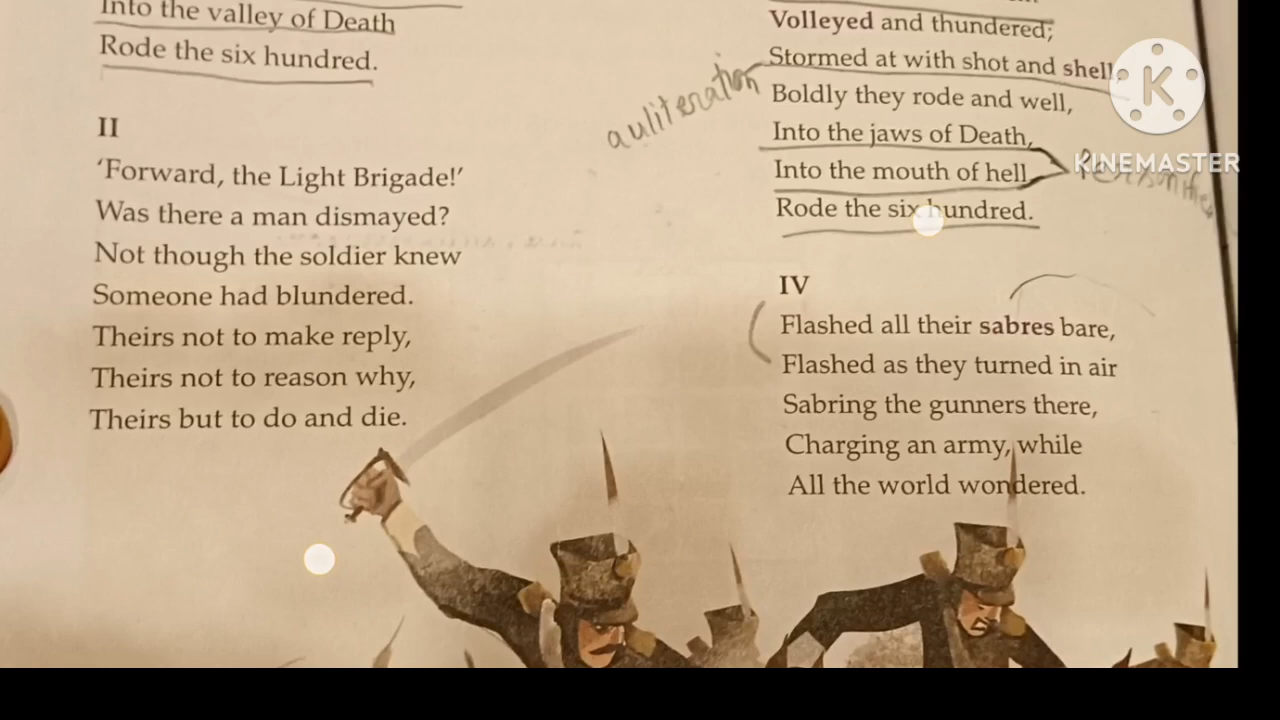 Into the valley of Death
Rode the six hundred.
II
'Forward, the Light Brigade!'
Was there a man dismayed?
Not though the soldier knew
Someone had blundered.
Theirs not to make reply,
Theirs not to reason why,
Theirs but to do and die.
Volleyed and thundered;
Stormed at with shot and shell,
auliteration
Boldly they rode and well,
Into the jaws of Death,
Into the mouth of hell
Rode the six hundred.
IV
Flashed all their sabres bare,
Flashed as they turned in air
Sabring the gunners there,
Charging an army, while
All the world wondered.
K
KINEMASTER